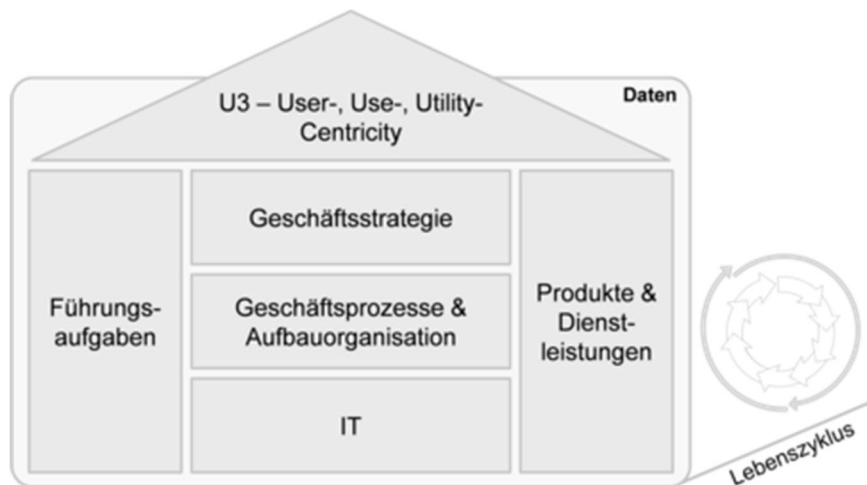 Daten
U3 – User-, Use-, Utility-
Centricity
Führungs-
aufgaben
Geschäftsstrategie
Geschäftsprozesse &
Aufbauorganisation
IT
Produkte &
Dienst-
leistungen
Lebenszyklus